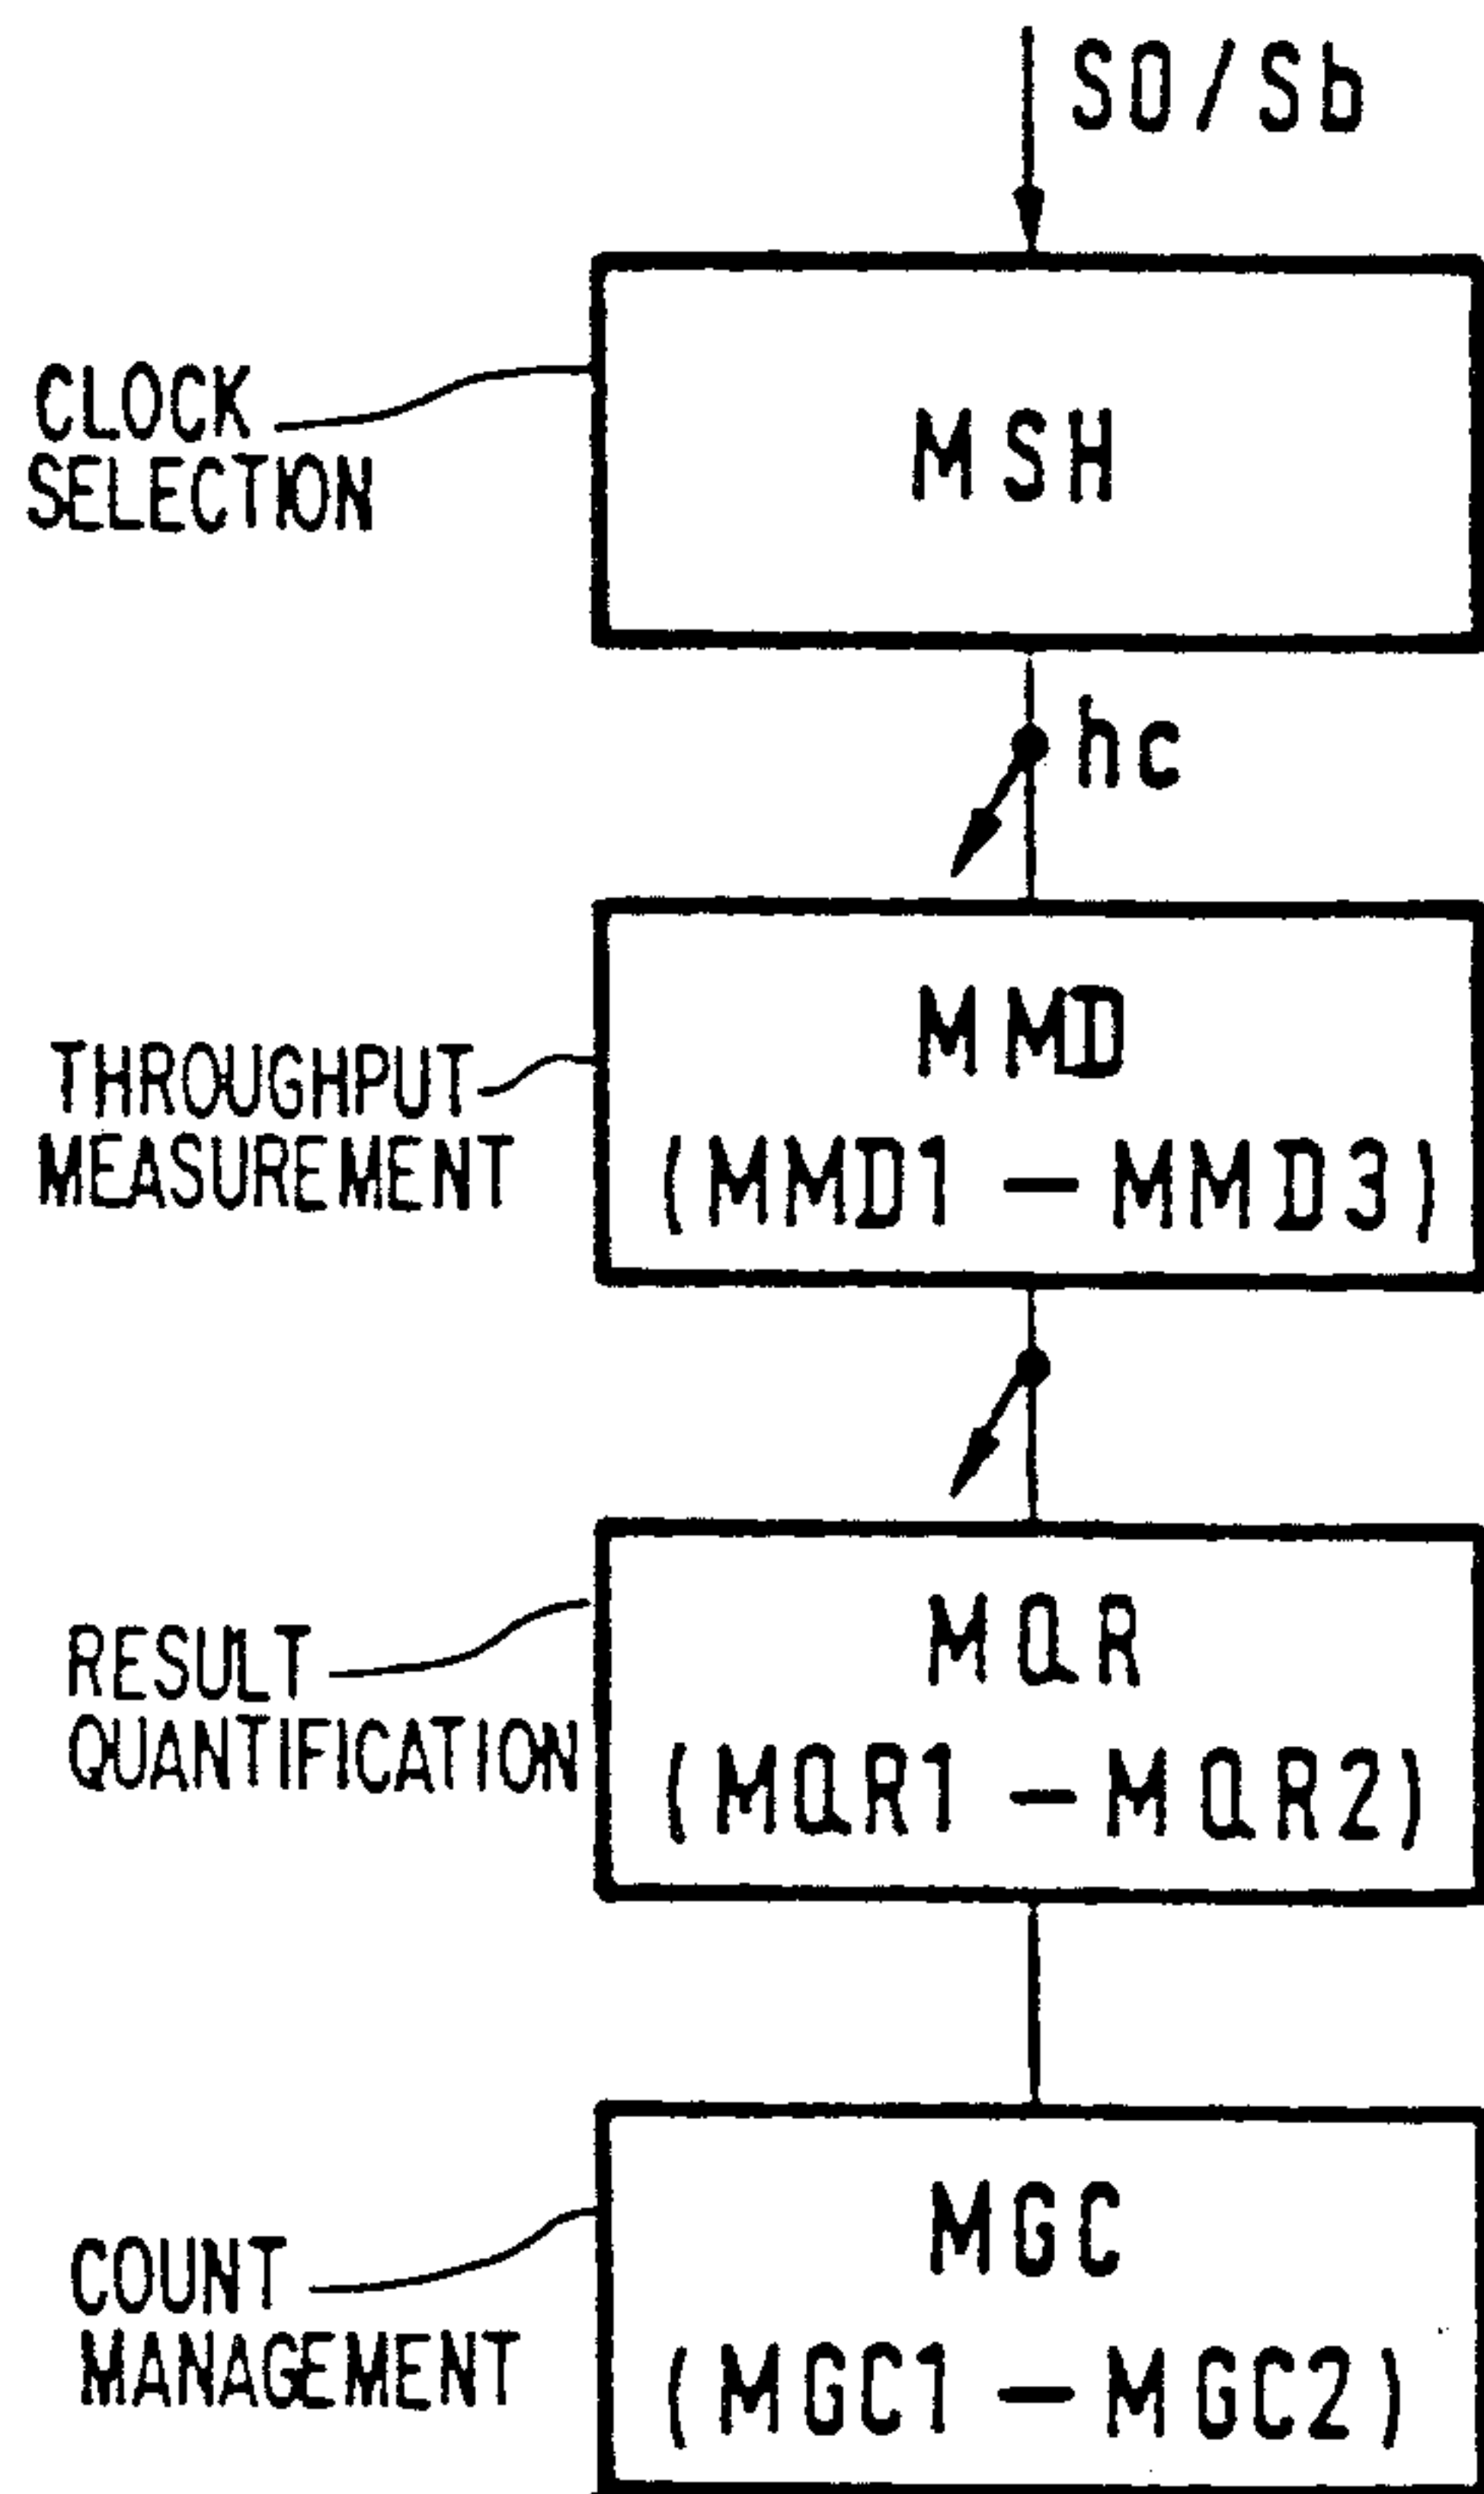 S0/Sb
CLOCK
SELECTION
MSH
hc
MMD
THROUGHPUT
MEASUREMENT
(MMD1-MMD3)
MQR
RESULT
QUANTIFICATION
(MQR1-MQR2)
MGC
COUNT
MANAGEMENT
(MGC1-MGC2)